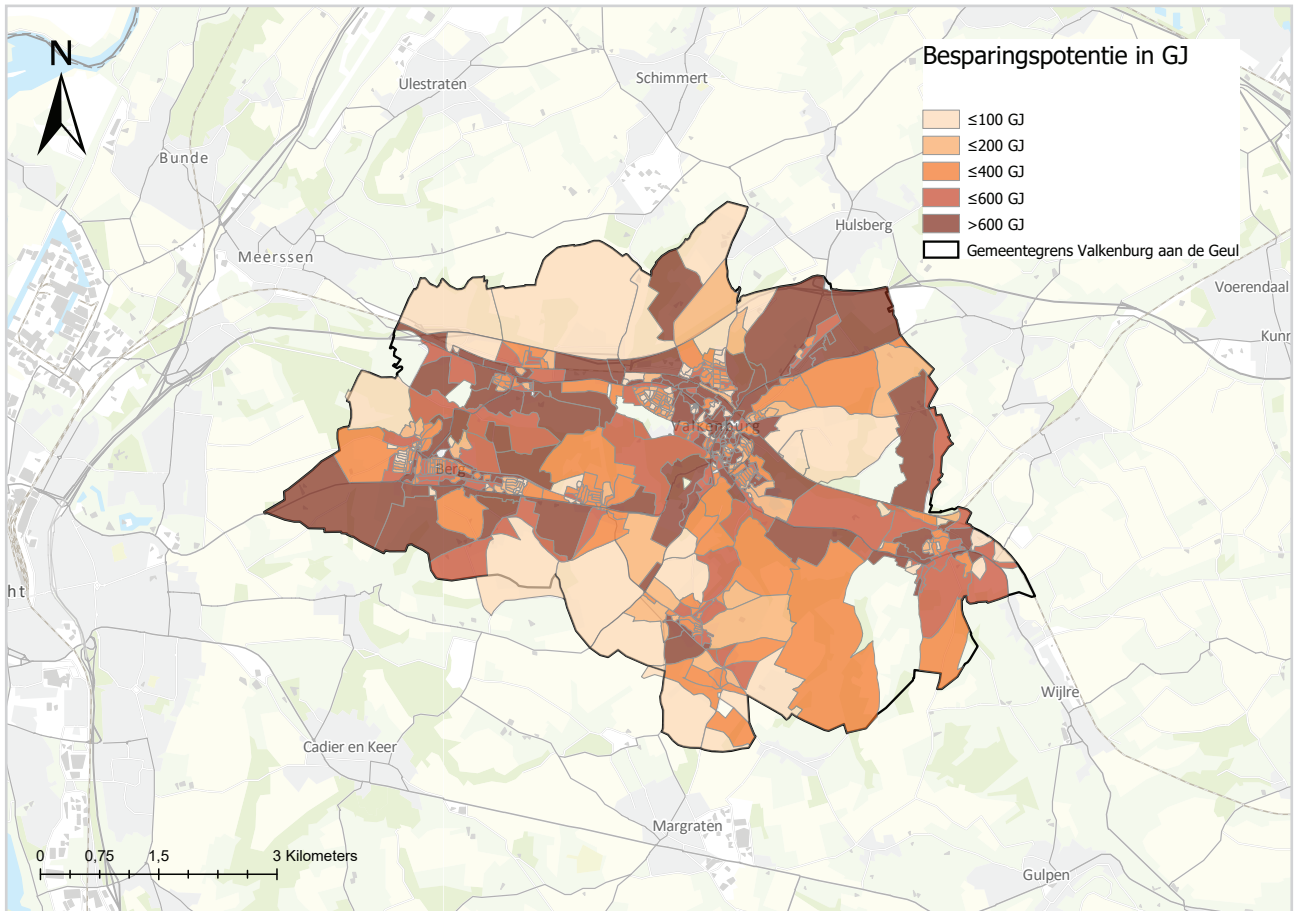 N
Besparingspotentie in GJ
≤100 GJ
≤200 GJ
≤400 GJ
≤600 GJ
>600 GJ
Gemeentegrens Valkenburg aan de Geul
Schimmert
Ulestraten
Bunde
Hulsberg
Meerssen
Voerendaal
Kunr
Valkenburg
Berg
ht
Wijlre
Cadier en Keer
Margraten
Gulpen
0 0,75 1,5 3 Kilometers